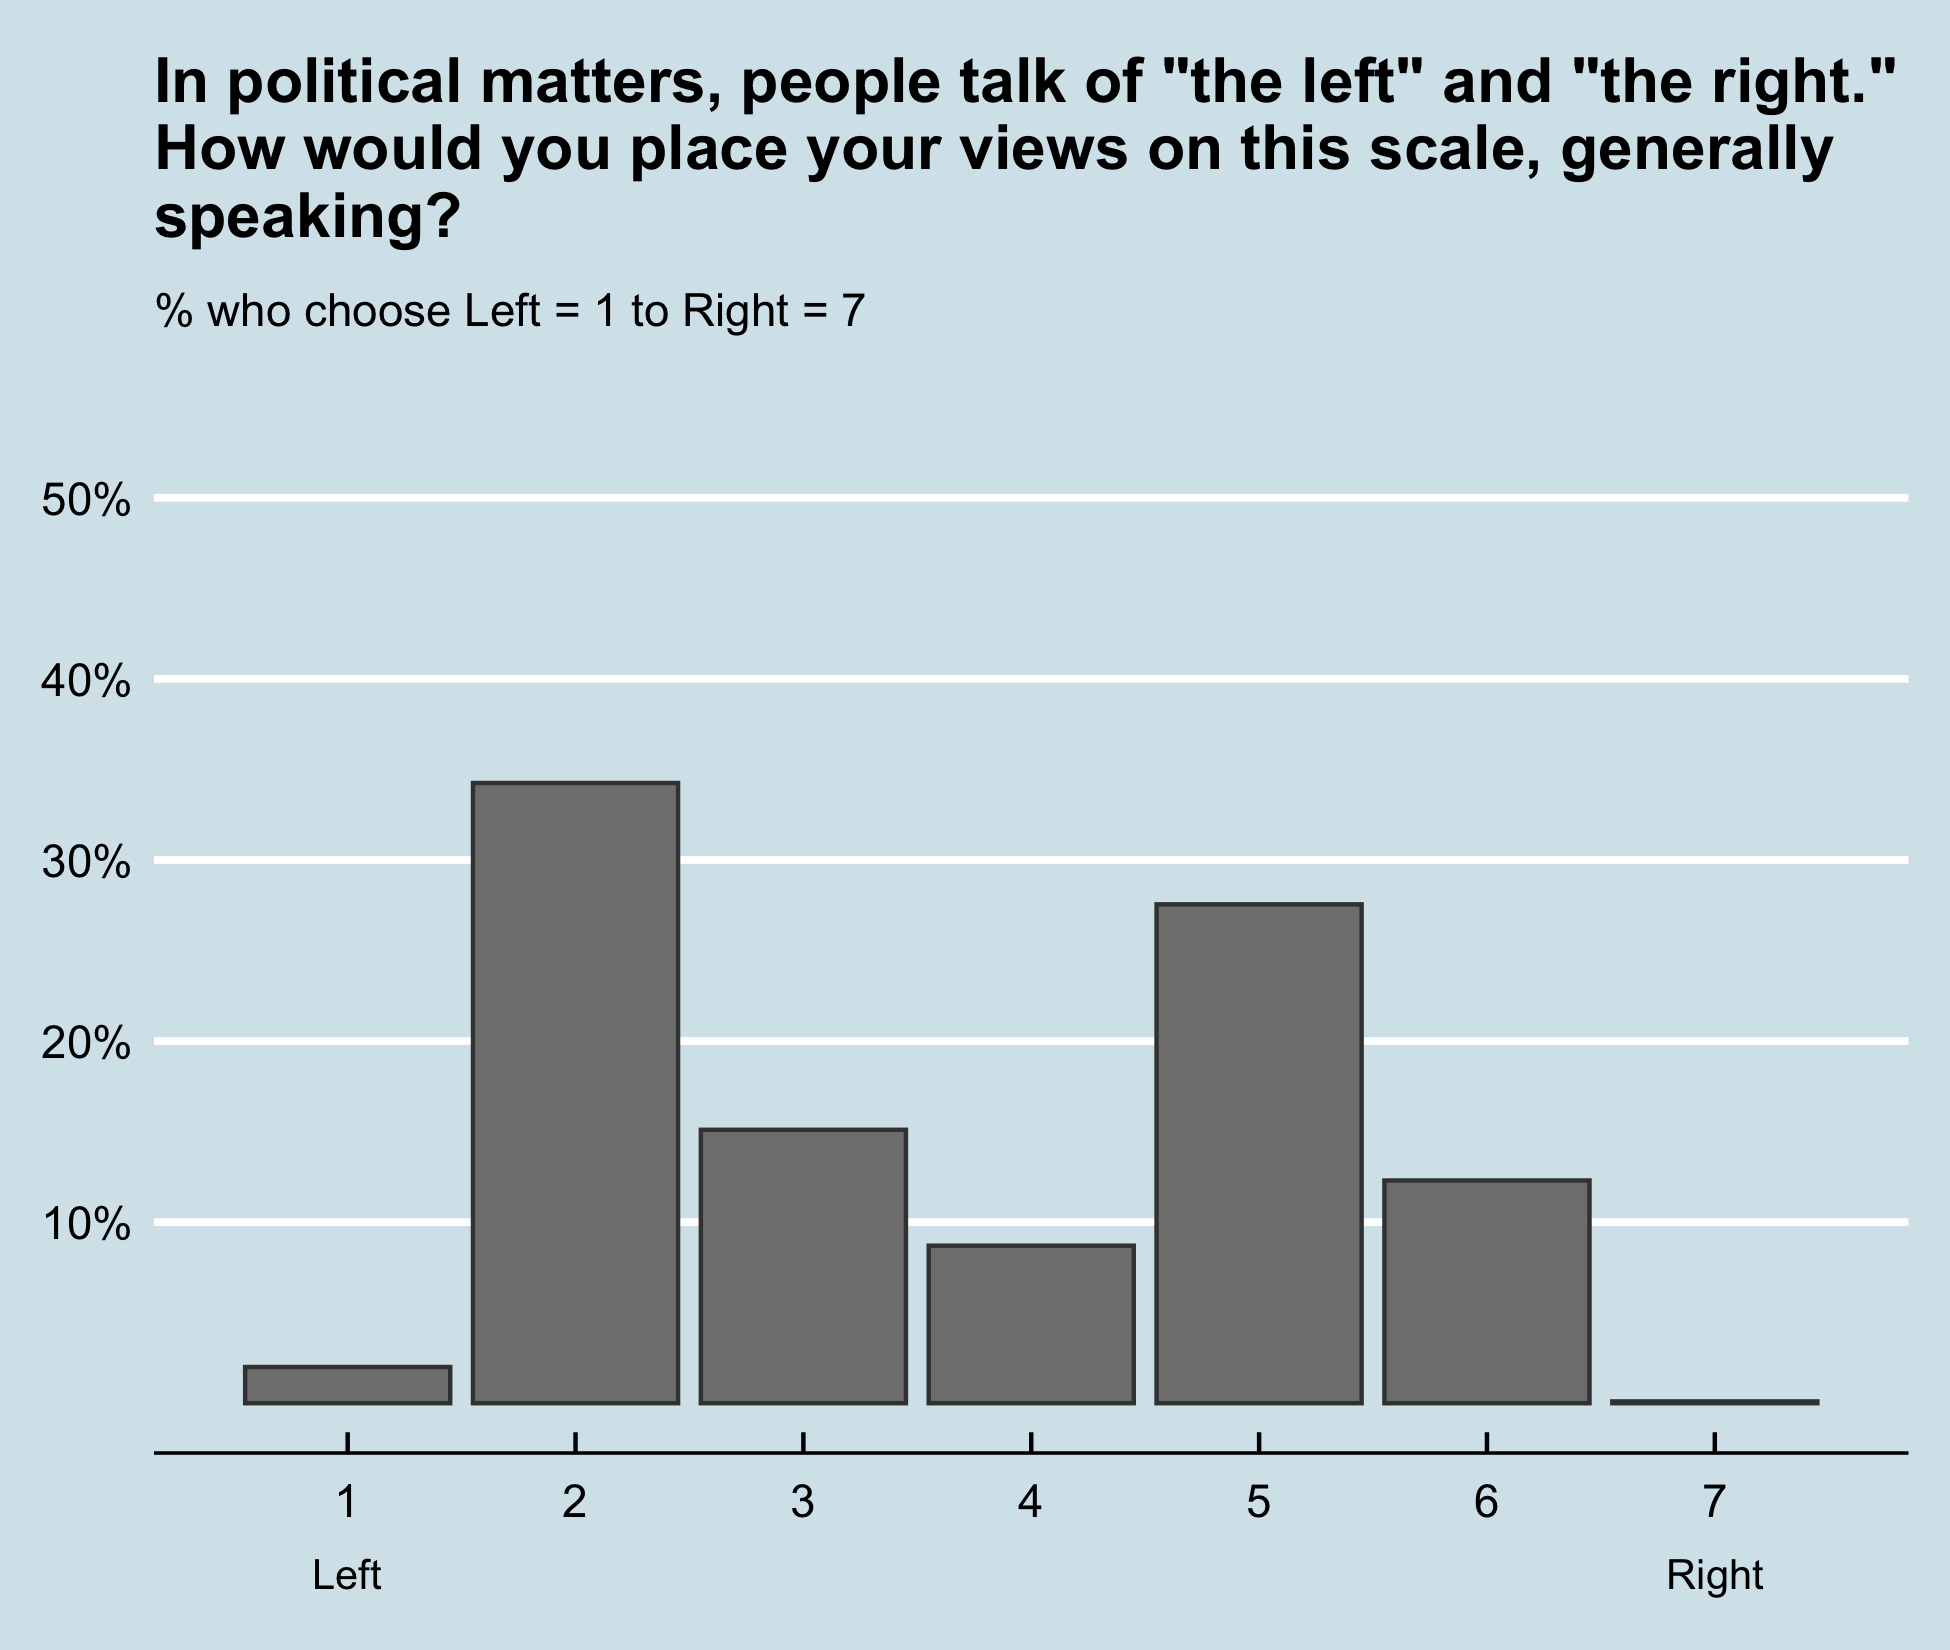 In political matters, people talk of "the left" and "the right."
How would you place your views on this scale, generally
speaking?
% who choose Left = 1 to Right = 7
50%
40%
30%
20%
10%
1 2 3 4 5 6 7
Left Right